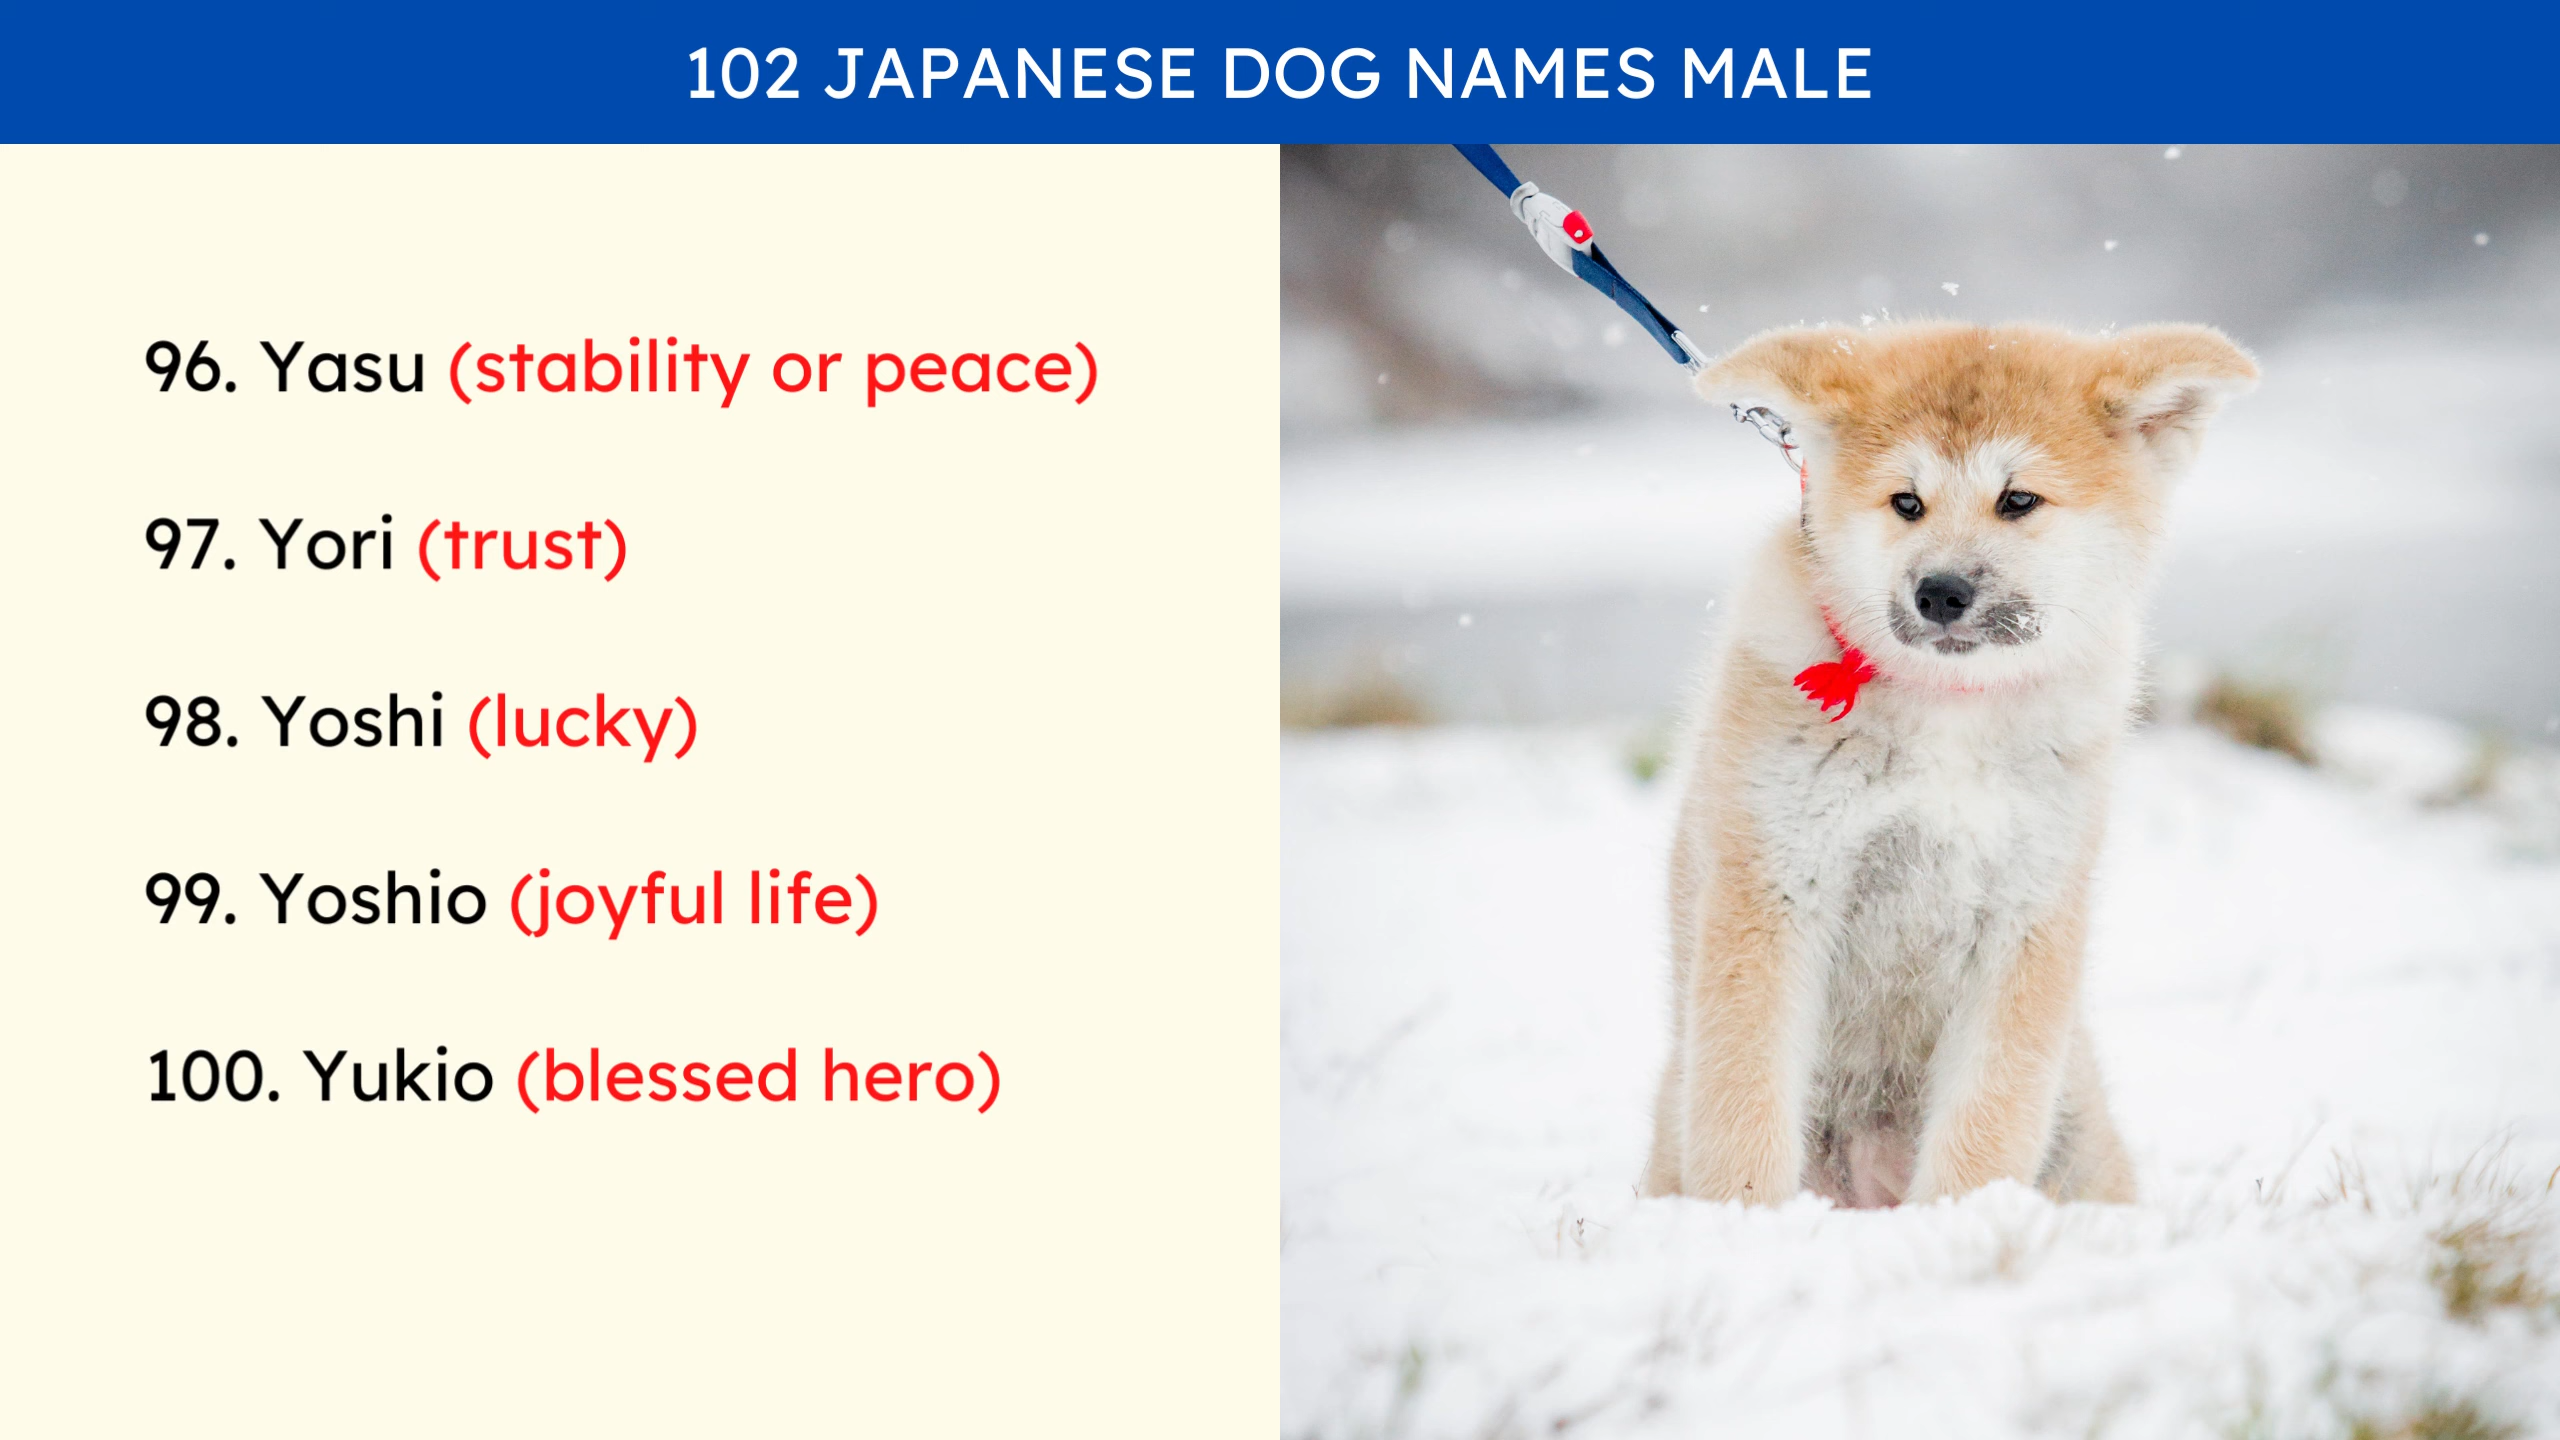 102 JAPANESE DOG NAMES MALE
96. Yasu (stability or peace)
97. Yori (trust)
98. Yoshi (lucky)
99. Yoshio (joyful life)
100. Yukio (blessed hero)